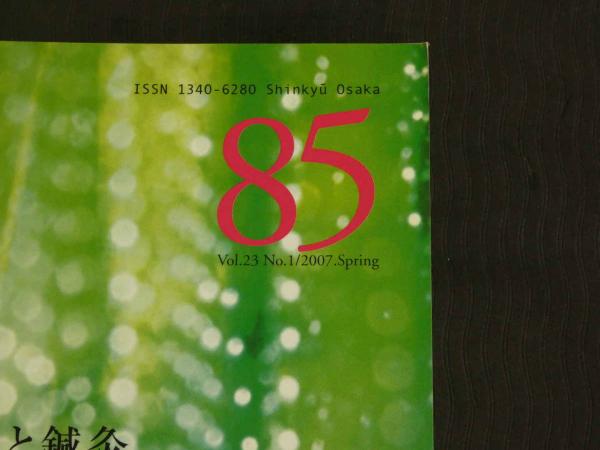 ISSN 1340-6280 Shinkyū Osaka
85
Vol.23 No.1/2007.Spring
と鍼灸